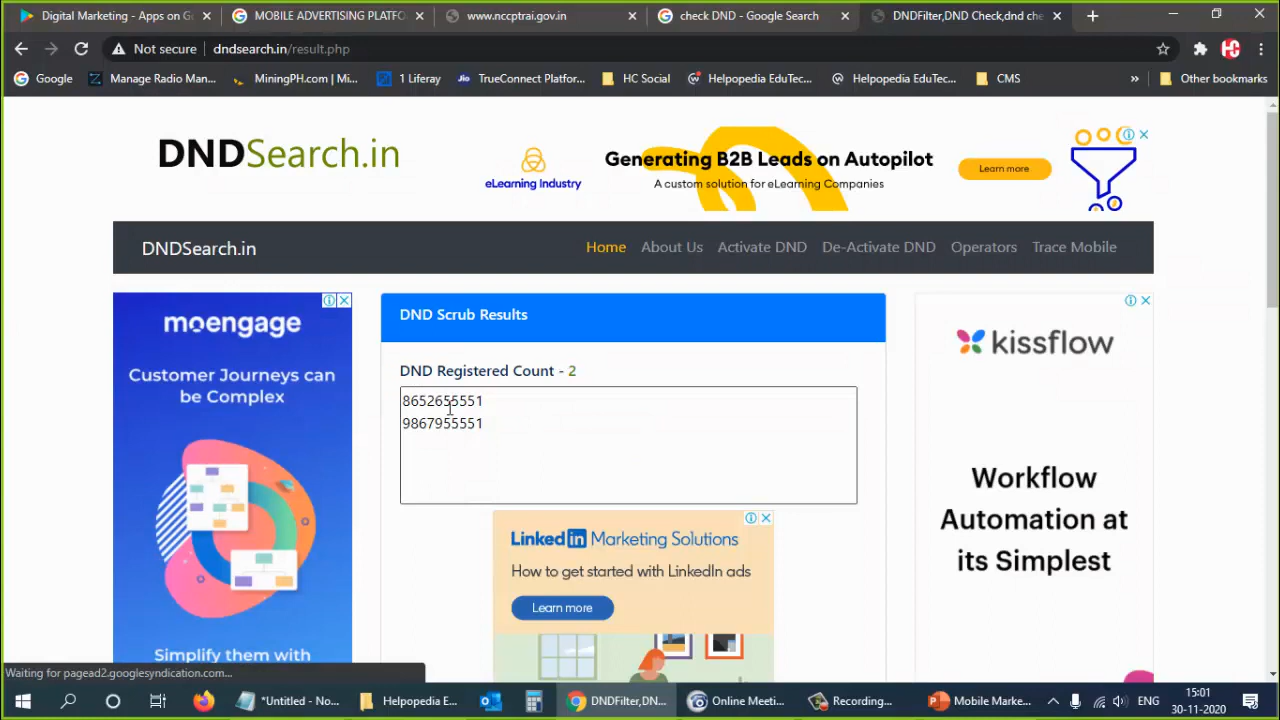 Digital Marketing - Apps on G
MOBILE ADVERTISING PLATFO
www.nccptrai.gov.in
check DND - Google Search
DNDFilter,DND Check,dnd che
Not secure
dndsearch.in/result.php
Google
Manage Radio Man...
MiningPH.com | Mi...
1 Liferay
Jio
TrueConnect Platfor...
HC Social
Helpopedia EduTec...
Helpopedia EduTec...
CMS
»
Other bookmarks
DNDSearch.in
eLearning Industry
Generating B2B Leads on Autopilot
A custom solution for eLearning Companies
Learn more
DNDSearch.in
Home
About Us
Activate DND
De-Activate DND
Operators
Trace Mobile
moengage
Customer Journeys can
be Complex
Simplify them with
DND Scrub Results
DND Registered Count - 2
8652655551
9867955551
Linked in Marketing Solutions
How to get started with LinkedIn ads
Learn more
kissflow
Workflow
Automation at
its Simplest
Waiting for pagead2.googlesyndication.com...
*Untitled - No...
Helpopedia E...
DNDFilter,DN...
Online Meeti...
Recording...
Mobile Marke...
ENG
15:01
30-11-2020